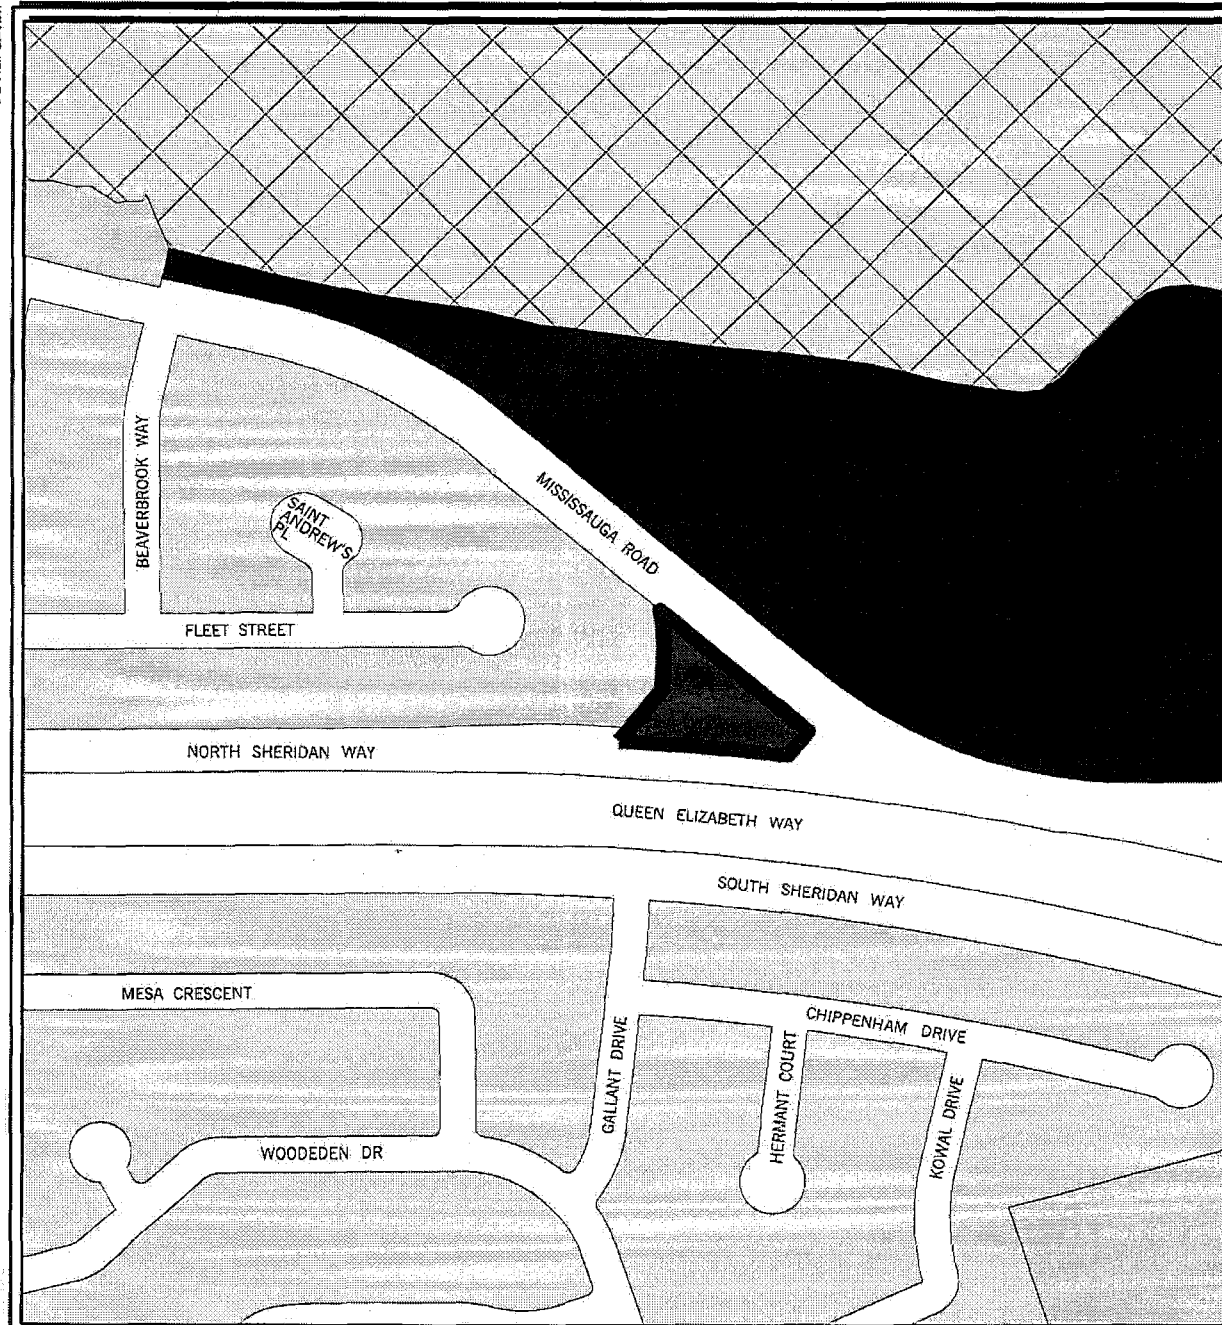 MISSISSAUGA ROAD
BEAVERBROOK WAY
SAINT
ANDREW'S
PL
FLEET STREET
NORTH SHERIDAN WAY
QUEEN ELIZABETH WAY
SOUTH SHERIDAN WAY
MESA CRESCENT
CHIPPENHAM DRIVE
GALLANT DRIVE
HERMANT COURT
KOWAL DRIVE
WOODEDEN DR